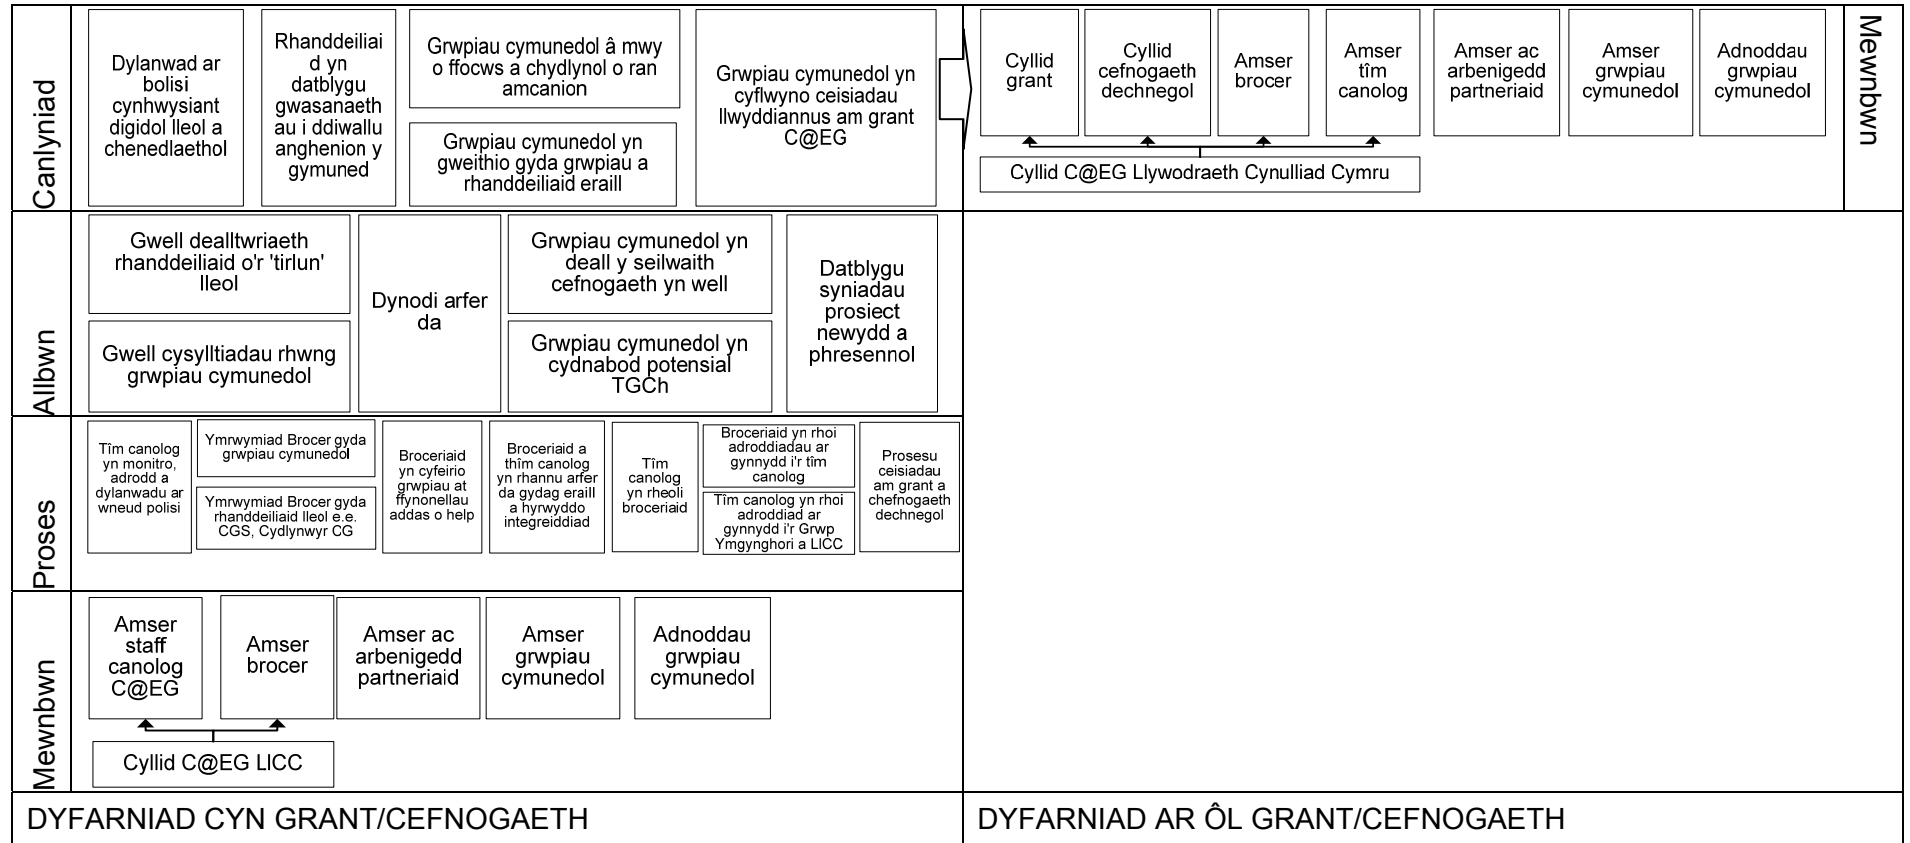 Canlyniad
Dylanwad ar
bolisi
cynhwysiant
digidol lleol a
chenedlaethol
Rhanddeiliai
d yn
datblygu
gwasanaeth
au i ddiwallu
anghenion y
gymuned
Grwpiau cymunedol â mwy
o ffocws a chydlynol o ran
amcanion
Grwpiau cymunedol yn
gweithio gyda grwpiau a
rhanddeiliaid eraill
Grwpiau cymunedol yn
cyflwyno ceisiadau
llwyddiannus am grant
C@EG
Cyllid
grant
Cyllid
cefnogaeth
dechnegol
Amser
brocer
Amser
tîm
canolog
Amser ac
arbenigedd
partneriaid
Amser
grwpiau
cymunedol
Adnoddau
grwpiau
cymunedol
Cyllid C@EG Llywodraeth Cynulliad Cymru
Mewnbwn
Allbwn
Gwell dealltwriaeth
rhanddeiliaid o'r 'tirlun'
lleol
Gwell cysylltiadau rhwng
grwpiau cymunedol
Dynodi arfer
da
Grwpiau cymunedol yn
deall y seilwaith
cefnogaeth yn well
Grwpiau cymunedol yn
cydnabod potensial
TGCh
Datblygu
syniadau
prosiect
newydd a
phresennol
Proses
Tîm canolog
yn monitro,
adrodd a
dylanwadu ar
wneud polisi
Ymrwymiad Brocer gyda
grwpiau cymunedol
Ymrwymiad Brocer gyda
rhanddeiliaid lleol e.e.
CGS, Cydlynwyr CG
Broceriaid
yn cyfeirio
grwpiau at
ffynonellau
addas o help
Broceriaid a
thîm canolog
yn rhannu arfer
da gydag eraill
a hyrwyddo
integreiddiad
Tîm
canolog
yn rheoli
broceriaid
Broceriaid yn rhoi
adroddiadau ar
gynnydd i'r tîm
canolog
Tîm canolog yn rhoi
adroddiad ar
gynnydd i'r Grwp
Ymgynghori a LlCC
Prosesu
ceisiadau
am grant a
chefnogaeth
dechnegol
Mewnbwn
Amser
staff
canolog
C@EG
Amser
brocer
Amser ac
arbenigedd
partneriaid
Amser
grwpiau
cymunedol
Adnoddau
grwpiau
cymunedol
Cyllid C@EG LlCC
DYFARNIAD CYN GRANT/CEFNOGAETH
DYFARNIAD AR ÔL GRANT/CEFNOGAETH